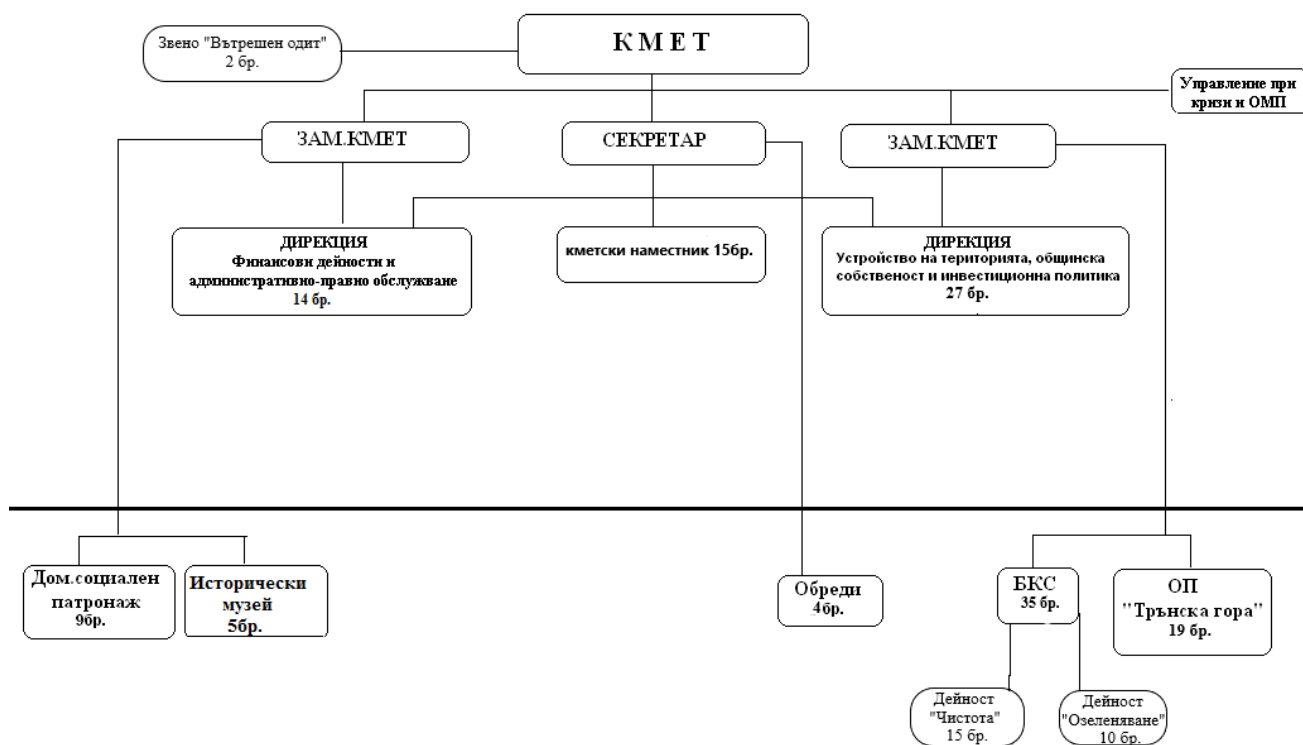 К М Е Т
Звено "Вътрешен одит"
2 бр.
Управление при
кризи и ОМП
ЗАМ.КМЕТ
СЕКРЕТАР
ЗАМ.КМЕТ
ДИРЕКЦИЯ
Финансови дейности и
административно-правно обслужване
14 бр.
кметски наместник 15бр.
ДИРЕКЦИЯ
Устройство на територията, общинска
собственост и инвестиционна политика
27 бр.
Дом.социален
патронаж
9бр.
Исторически
музей
5бр.
Обреди
4бр.
БКС
35 бр.
ОП
"Трънска гора"
19 бр.
Дейност
"Чистота"
15 бр.
Дейност
"Озеленяване"
10 бр.